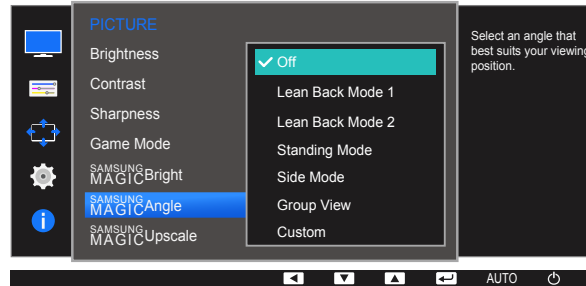 PICTURE
Brightness
Contrast
Sharpness
Game Mode
SAMSUNG MAGIC Bright
SAMSUNG MAGIC Angle
SAMSUNG MAGIC Upscale
Off
Lean Back Mode 1
Lean Back Mode 2
Standing Mode
Side Mode
Group View
Custom
Select an angle that
best suits your viewing
position.
AUTO